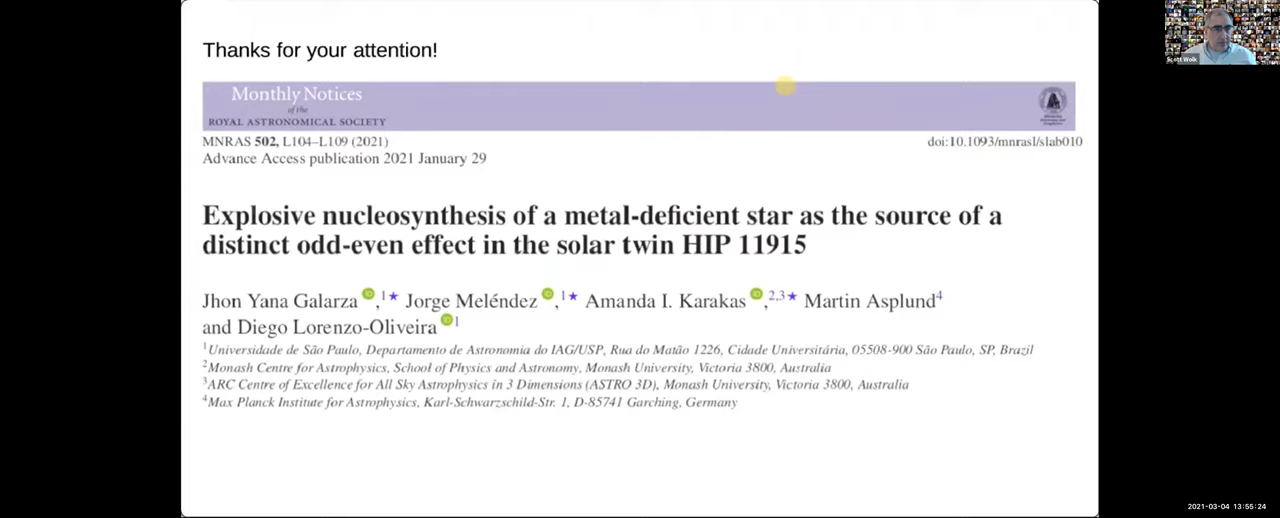 Thanks for your attention!
Scott Wolk
Monthly Notices
of the
ROYAL ASTRONOMICAL SOCIETY
MNRAS 502, L104–L109 (2021)
doi:10.1093/mnrasl/slab010
Advance Access publication 2021 January 29
Explosive nucleosynthesis of a metal-deficient star as the source of a
distinct odd-even effect in the solar twin HIP 11915
Jhon Yana Galarza iD,1★ Jorge Meléndez iD,1★ Amanda I. Karakas iD,2,3★ Martin Asplund4
and Diego Lorenzo-Oliveira iD1
1Universidade de São Paulo, Departamento de Astronomia do IAG/USP, Rua do Matão 1226, Cidade Universitária, 05508-900 São Paulo, SP, Brazil
2Monash Centre for Astrophysics, School of Physics and Astronomy, Monash University, Victoria 3800, Australia
3ARC Centre of Excellence for All Sky Astrophysics in 3 Dimensions (ASTRO 3D), Monash University, Victoria 3800, Australia
4Max Planck Institute for Astrophysics, Karl-Schwarzschild-Str. 1, D-85741 Garching, Germany
2021-03-04 13:55:24